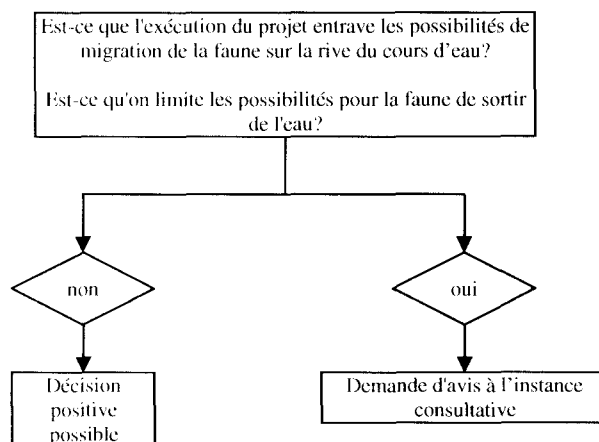 Est-ce que l'exécution du projet entrave les possibilités de
migration de la faune sur la rive du cours d'eau?
Est-ce qu'on limite les possibilités pour la faune de sortir
de l'eau?
non
oui
Décision
positive
possible
Demande d'avis à l'instance
consultative